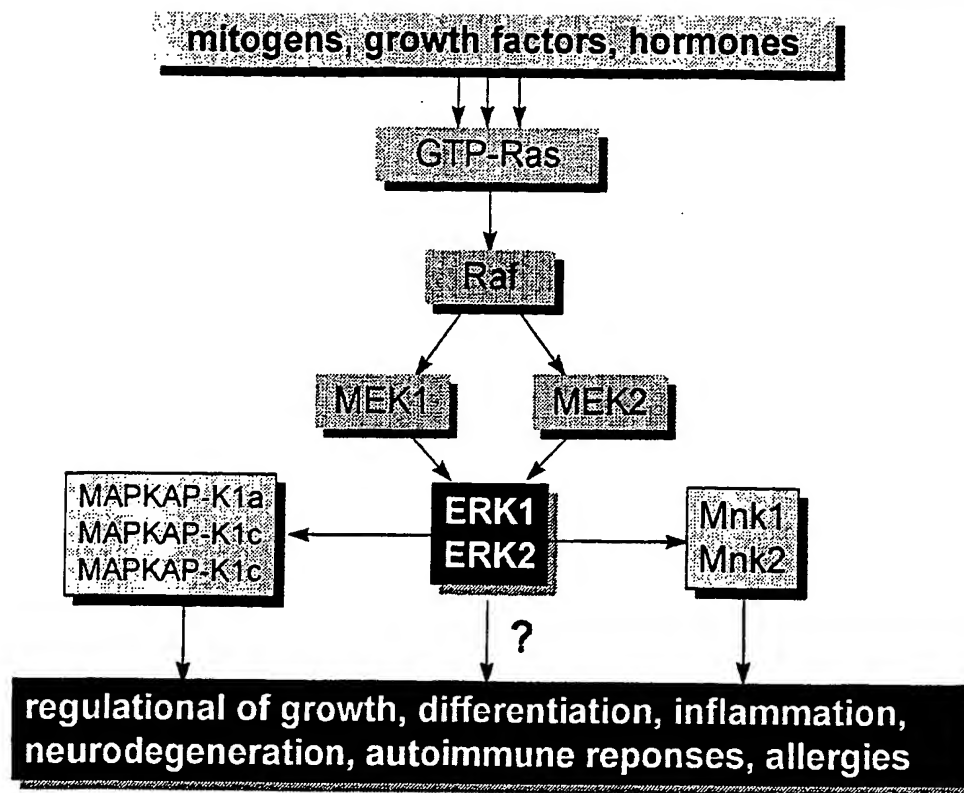 mitogens, growth factors, hormones
GTP-Ras
Raf
MEK1
MEK2
MAPKAP-K1a
MAPKAP-K1c
MAPKAP-K1c
ERK1
ERK2
Mnk1
Mnk2
?
regulational of growth, differentiation, inflammation,
neurodegeneration, autoimmune reponses, allergies